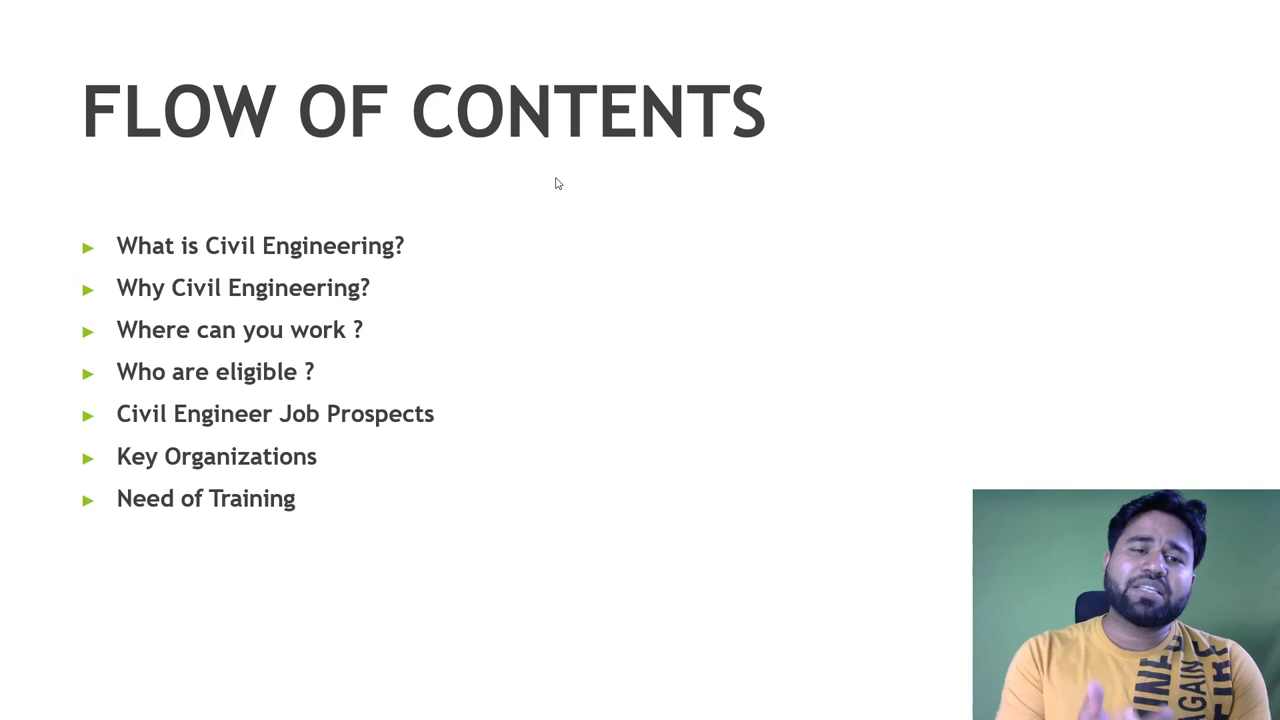 FLOW OF CONTENTS
What is Civil Engineering?
Why Civil Engineering?
Where can you work ?
Who are eligible ?
Civil Engineer Job Prospects
Key Organizations
Need of Training
AGAIN